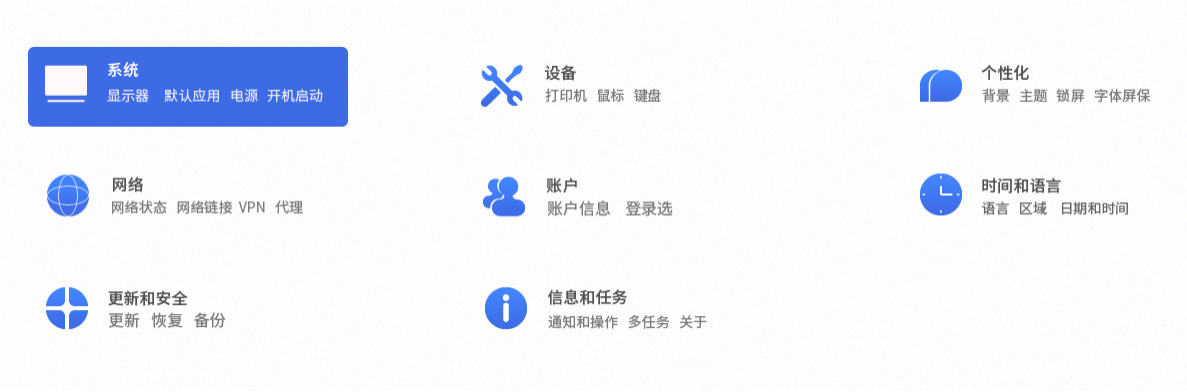 系统
显示器 默认应用 电源 开机启动
设备
打印机 鼠标 键盘
个性化
背景 主题 锁屏 字体屏保
网络
网络状态 网络链接 VPN 代理
账户
账户信息 登录选
时间和语言
语言 区域 日期和时间
更新和安全
更新 恢复 备份
信息和任务
通知和操作 多任务 关于